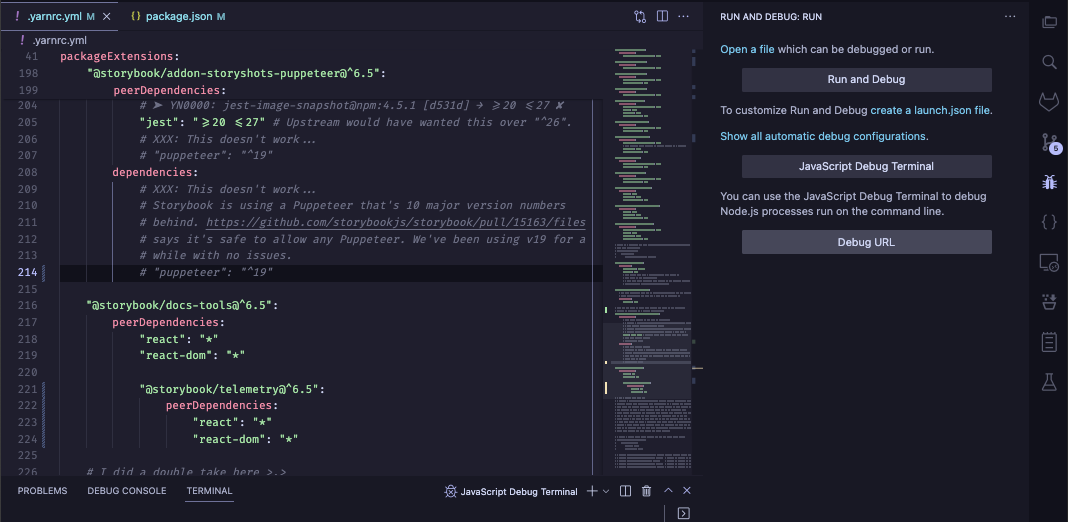 ! .yarnrc.yml M ×
{} package.json M
! .yarnrc.yml
41 packageExtensions:
198 "@storybook/addon-storyshots-puppeteer@^6.5":
199 peerDependencies:
204 # ➤ YN0000: jest-image-snapshot@npm:4.5.1 [d531d] → ≥20 ≤27 ✘
205 "jest": "≥20 ≤27" # Upstream would have wanted this over "^26".
206 # XXX: This doesn't work...
207 # "puppeteer": "^19"
208 dependencies:
209 # XXX: This doesn't work...
210 # Storybook is using a Puppeteer that's 10 major version numbers
211 # behind. https://github.com/storybookjs/storybook/pull/15163/files
212 # says it's safe to allow any Puppeteer. We've been using v19 for a
213 # while with no issues.
214 # "puppeteer": "^19"
215
216 "@storybook/docs-tools@^6.5":
217 peerDependencies:
218 "react": "*"
219 "react-dom": "*"
220
221 "@storybook/telemetry@^6.5":
222 peerDependencies:
223 "react": "*"
224 "react-dom": "*"
225
226 # I did a double take here >.>
PROBLEMS DEBUG CONSOLE TERMINAL
JavaScript Debug Terminal
RUN AND DEBUG: RUN
Open a file which can be debugged or run.
Run and Debug
To customize Run and Debug create a launch.json file.
Show all automatic debug configurations.
JavaScript Debug Terminal
You can use the JavaScript Debug Terminal to debug
Node.js processes run on the command line.
Debug URL
5